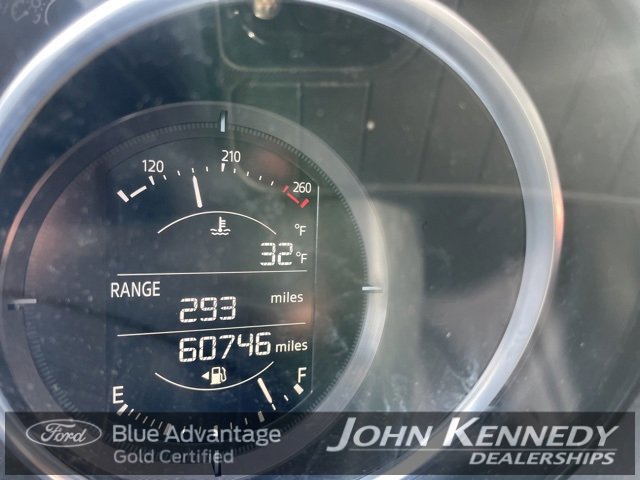 120
210
260
°F
32 °F
RANGE
293 miles
60746 miles
E
F
Ford
Blue Advantage
Gold Certified
JOHN KENNEDY
DEALERSHIPS